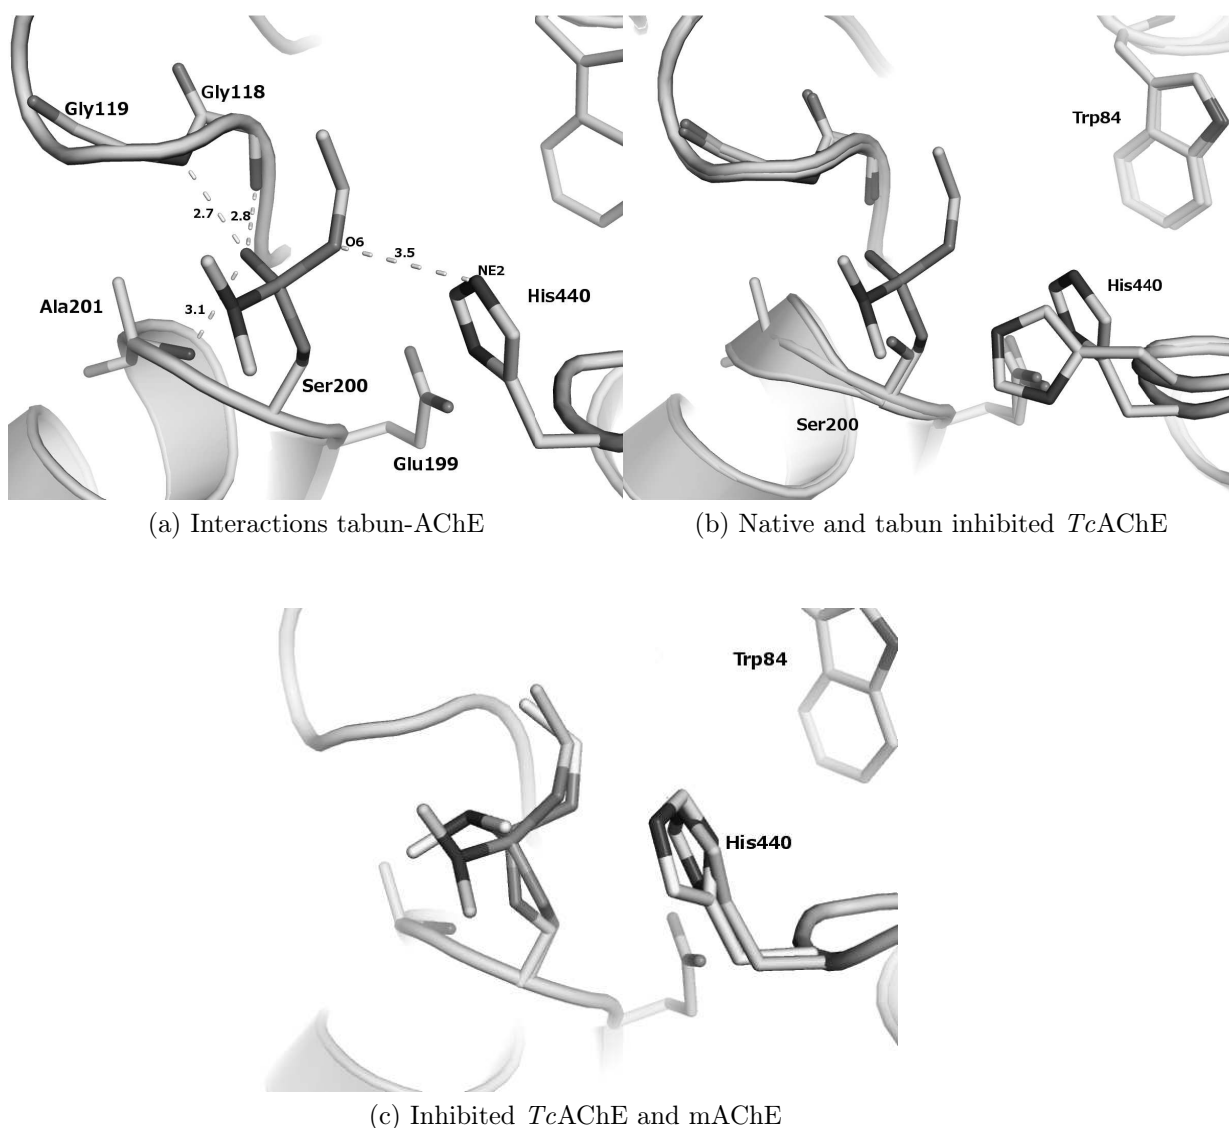 Gly119
Gly118
2.7
2.8
O6
3.5
NE2
His440
Ala201
3.1
Ser200
Glu199
(a) Interactions tabun-AChE
Trp84
His440
Ser200
(b) Native and tabun inhibited TcAChE
Trp84
His440
(c) Inhibited TcAChE and mAChE